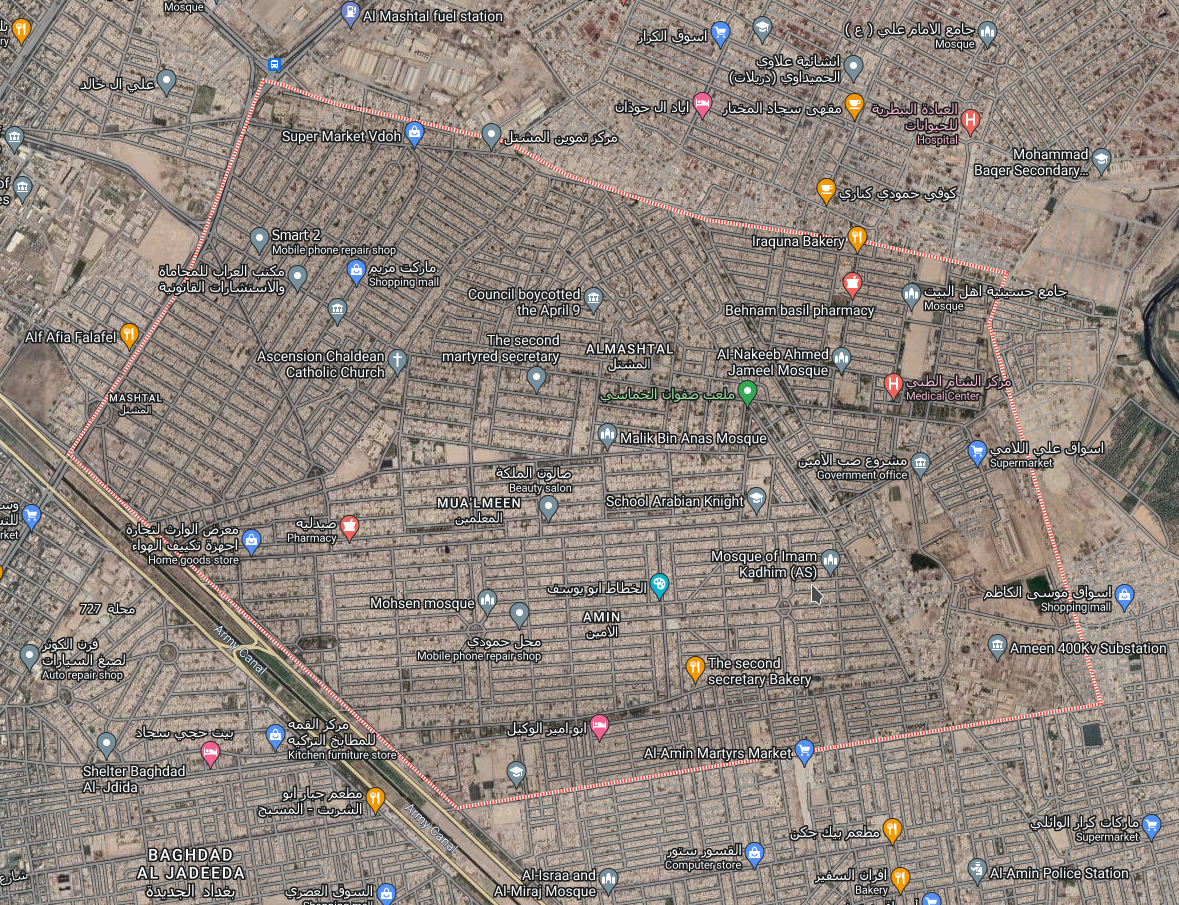 Mosque
Al Mashtal fuel station
اسوق الكرار
جامع الامام علي ( ع )
Mosque
علي ال خالد
انشائية علاوي
الحميداوي (دربلات)
اياد ال حوذان
مقهى سجاد المختار
العيادة البيطرية
للحيوانات
Hospital
Super Market Vdoh
مركز تموين المشتل
Mohammad
Baqer Secondary...
of
es
كوفي حمودي كناري
Smart 2
Mobile phone repair shop
Iraquna Bakery
مكتب العراب للمحاماة
والاستشارات القانونية
ماركت مريم
Shopping mall
Council boycotted
the April 9
جامع حسينية اهل البيت
Mosque
Behnam basil pharmacy
Alf Afia Falafel
The second
martyred secretary
ALMASHTAL
المشتل
Ascension Chaldean
Catholic Church
Al-Nakeeb Ahmed
Jameel Mosque
مركز الشام الطبي
Medical Center
MASHTAL
المشتل
ملعب صفوان الخماسي
Malik Bin Anas Mosque
اسواق علي اللامي
Supermarket
مشروع صب الامين
Government office
صالون الملكة
Beauty salon
MUA'LMEEN
المعلمين
School Arabian Knight
rket
صيدليه
Pharmacy
معرض الوارث لتجارة
اجهزة تكييف الهواء
Home goods store
Mosque of Imam
Kadhim (AS)
الخطاط ابو يوسف
اسواق موسى الكاظم
Shopping mall
Mohsen mosque
محلة 727
AMIN
الامين
محل حمودي
Mobile phone repair shop
Army Canal
فرن الكوثر
لصبغ السيارات
Auto repair shop
Ameen 400Kv Substation
The second
secretary Bakery
مركز القمه
للمطابخ التركيه
Kitchen furniture store
بيت حجي سجاد
ابو امير الوكيل
Al-Amin Martyrs Market
Shelter Baghdad
Al- Jdida
مطعم جبار ابو
الشربت - المسبح
Army Canal
مطعم بيك چكن
ماركات كرار الوائلي
Supermarket
BAGHDAD
AL JADEEDA
بغداد الجديدة
القسور ستور
Computer store
شارع
Al-Israa and
Al-Miraj Mosque
افران السفير
Bakery
Al-Amin Police Station
السوق العصري